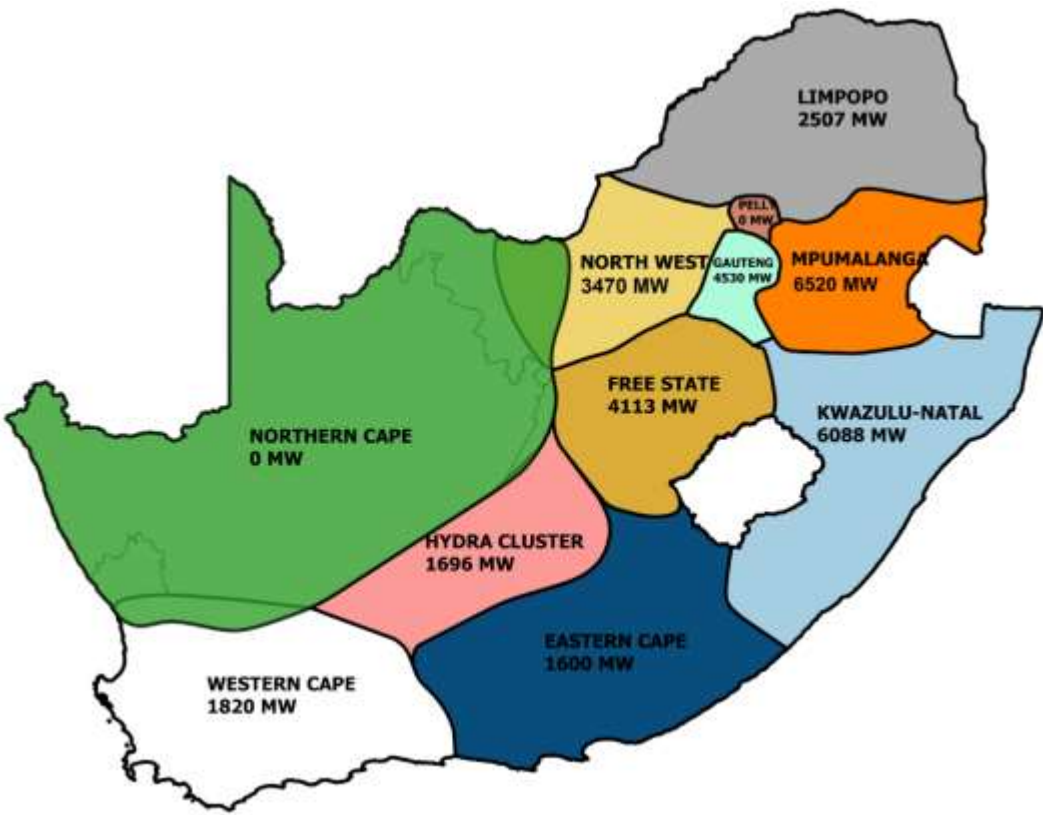 LIMPOPO
2507 MW
PELLY
0 MW
NORTH WEST
3470 MW
GAUTENG
4530 MW
MPUMALANGA
6520 MW
FREE STATE
4113 MW
KWAZULU-NATAL
6088 MW
NORTHERN CAPE
0 MW
HYDRA CLUSTER
1696 MW
EASTERN CAPE
1600 MW
WESTERN CAPE
1820 MW